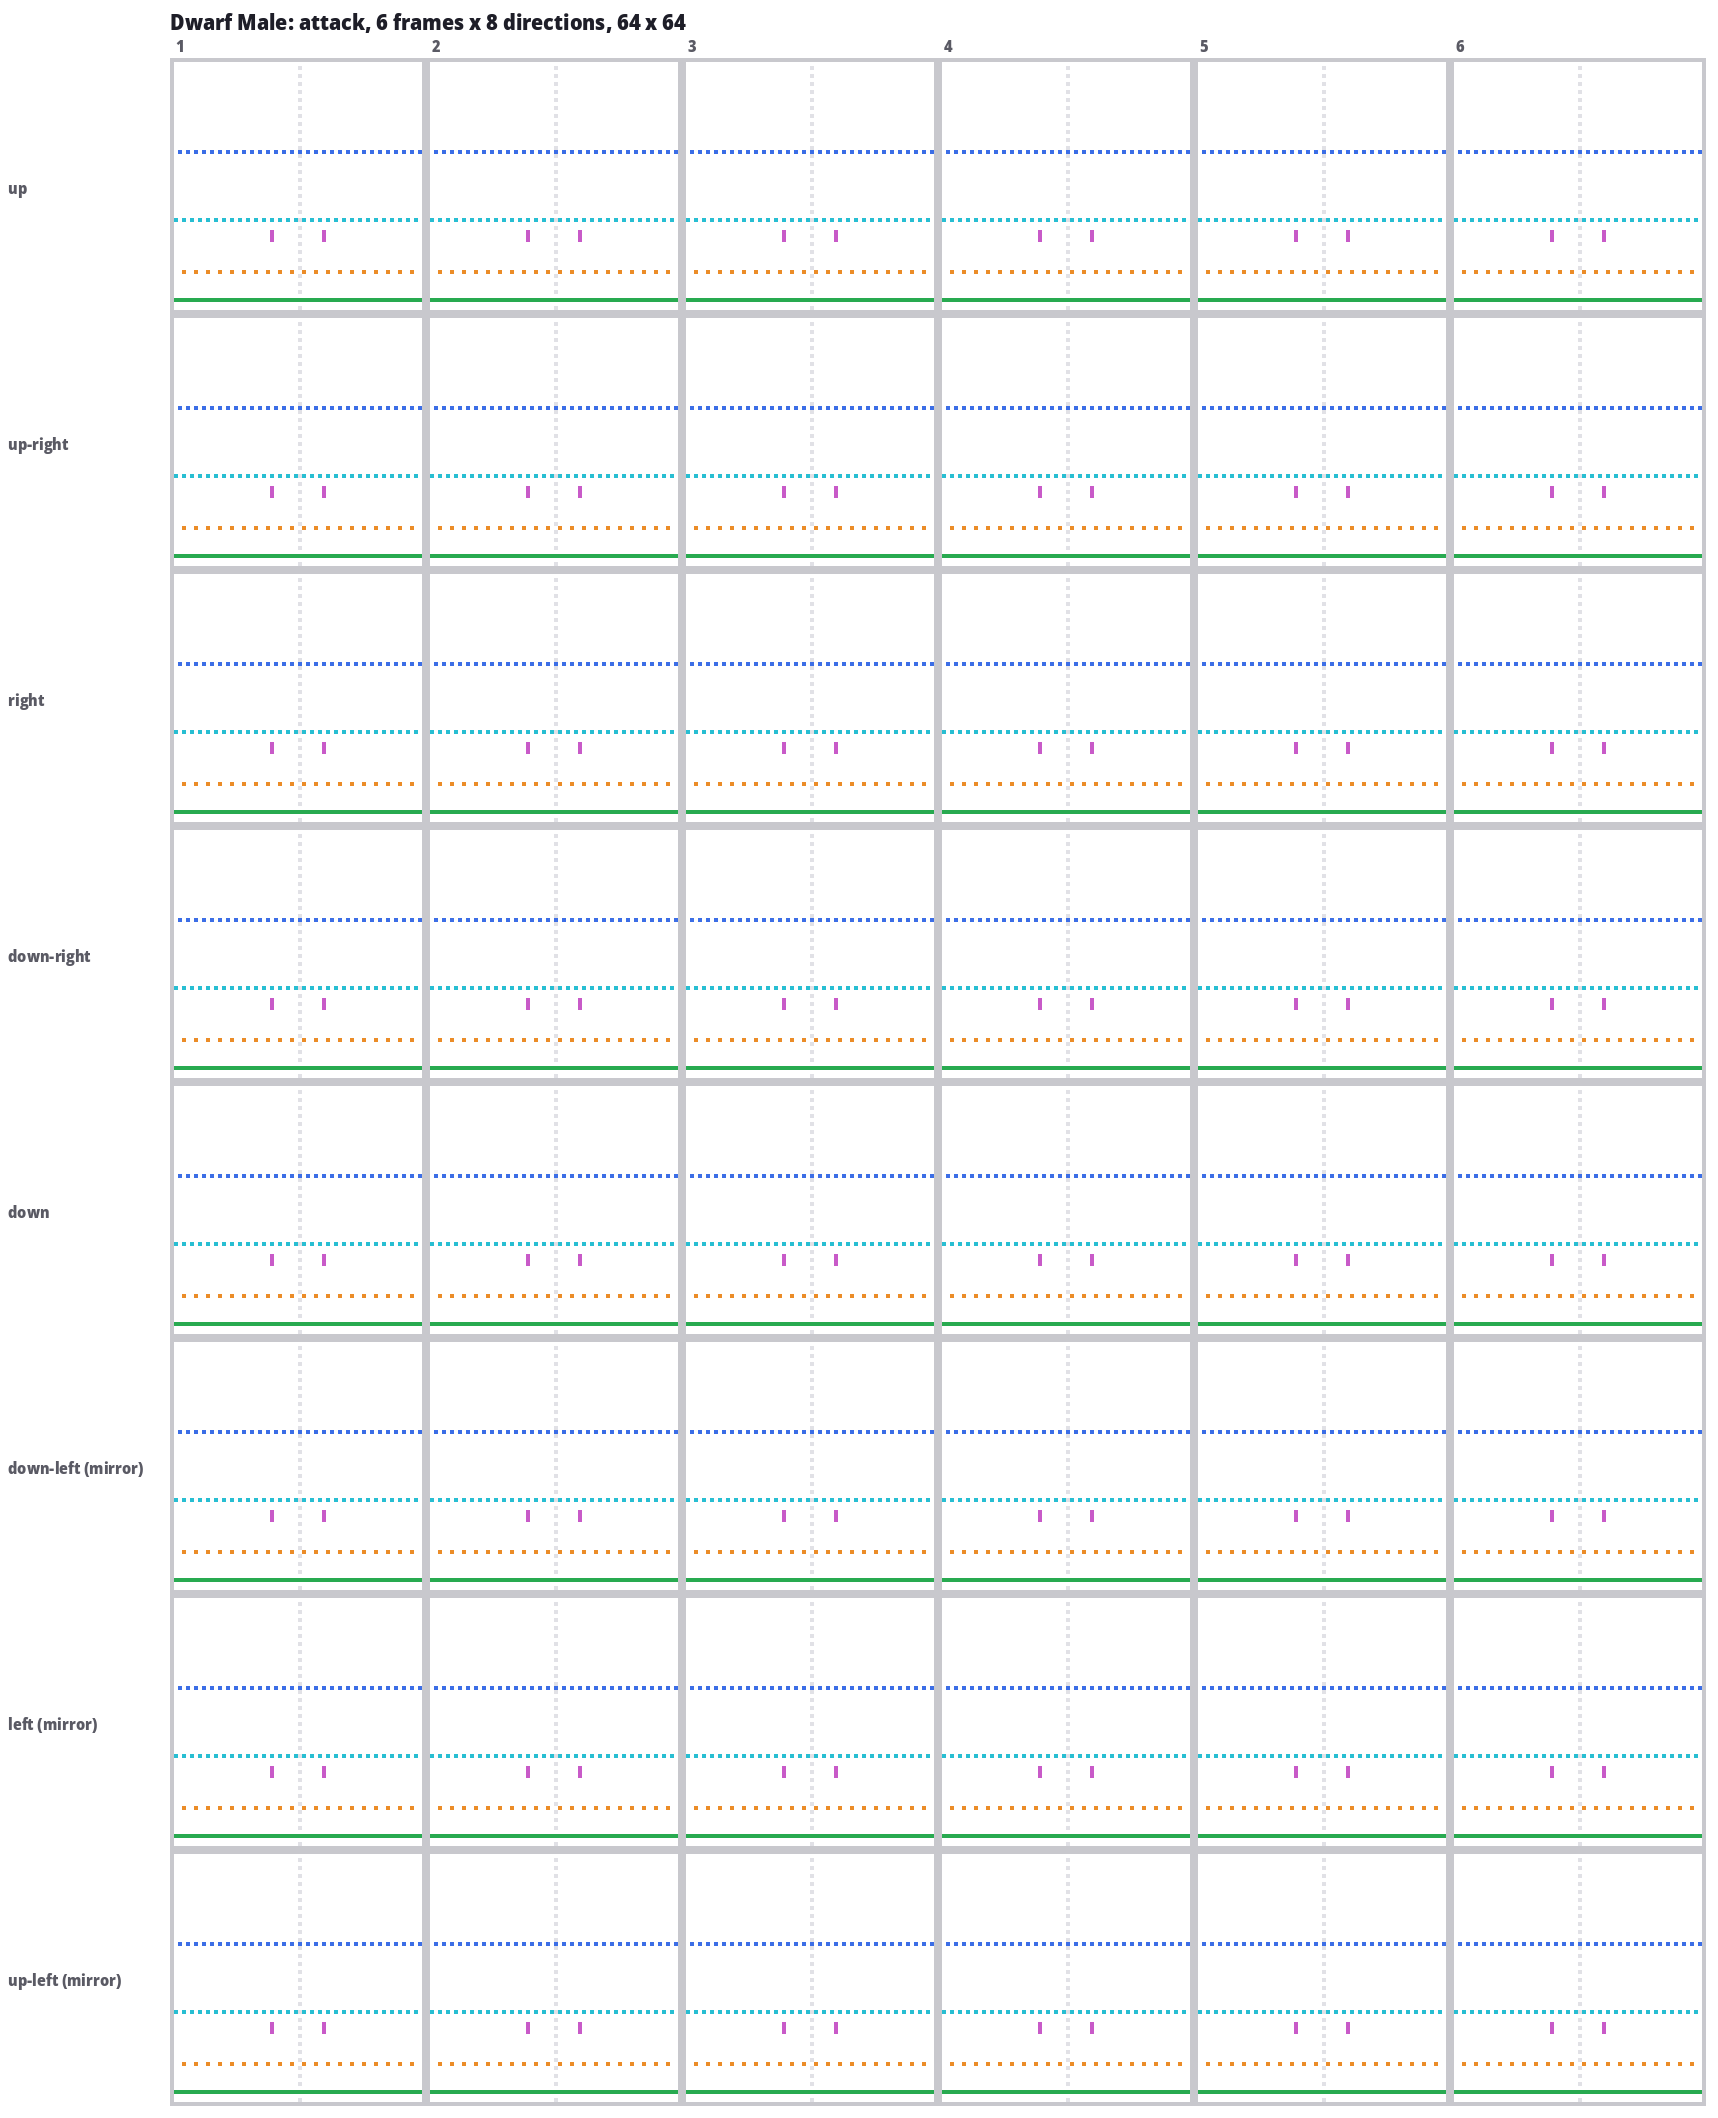 Dwarf Male: attack, 6 frames x 8 directions, 64 x 64
1 2 3 4 5 6
up
up-right
right
down-right
down
down-left (mirror)
left (mirror)
up-left (mirror)